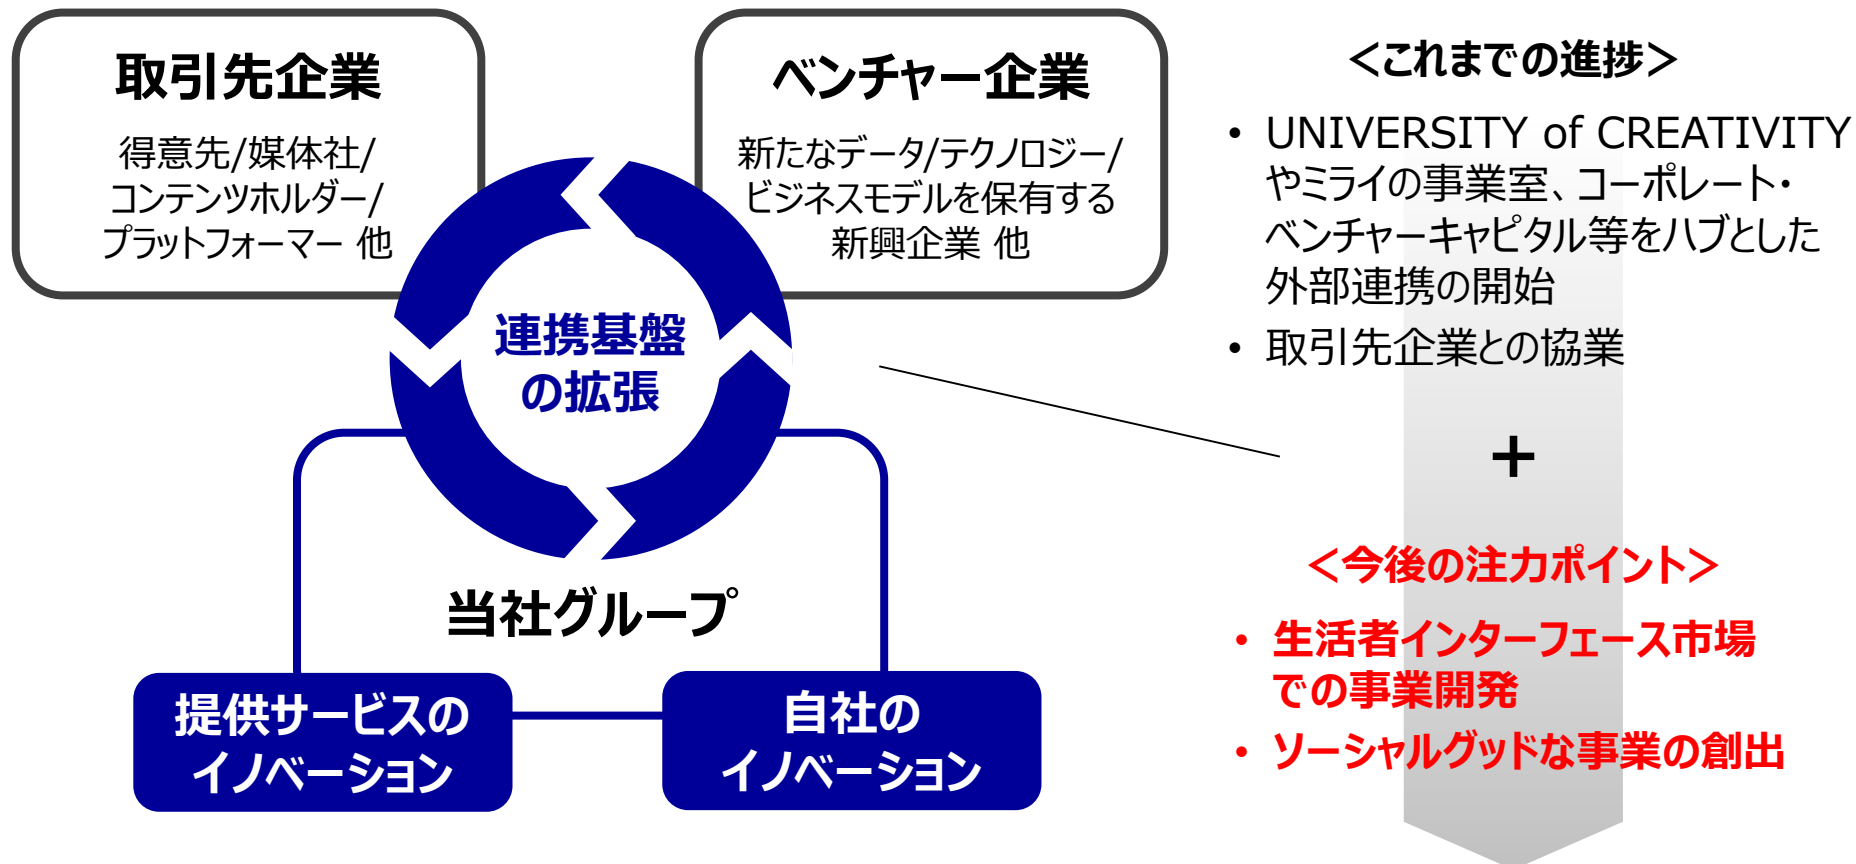 取引先企業
得意先/媒体社/
コンテンツホルダー/
プラットフォーマー 他
ベンチャー企業
新たなデータ/テクノロジー/
ビジネスモデルを保有する
新興企業 他
連携基盤
の拡張
当社グループ
提供サービスの
イノベーション
自社の
イノベーション
＜これまでの進捗＞
• UNIVERSITY of CREATIVITY
やミライの事業室、コーポレート・
ベンチャーキャピタル等をハブとした
外部連携の開始
• 取引先企業との協業
＋
＜今後の注力ポイント＞
• 生活者インターフェース市場
での事業開発
• ソーシャルグッドな事業の創出